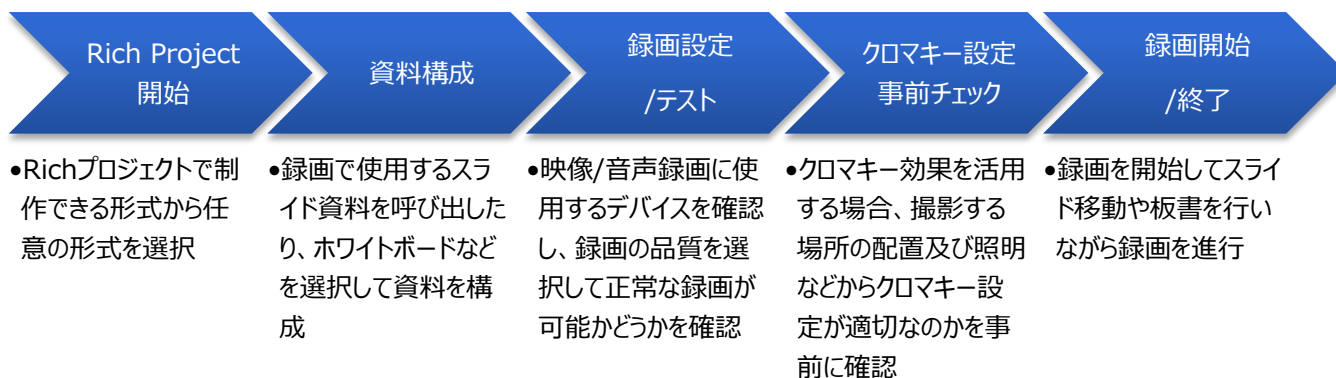 Rich Project
開始
資料構成
録画設定
/テスト
クロマキー設定
事前チェック
録画開始
/終了
•Richプロジェクトで制
作できる形式から任
意の形式を選択
•録画で使用するスラ
イド資料を呼び出した
り、ホワイトボードなど
を選択して資料を構
成
•映像/音声録画に使
用するデバイスを確認
し、録画の品質を選
択して正常な録画が
可能かどうかを確認
•クロマキー効果を活用
する場合、撮影する
場所の配置及び照明
などからクロマキー設
定が適切なのかを事
前に確認
•録画を開始してスライ
ド移動や板書を行い
ながら録画を進行